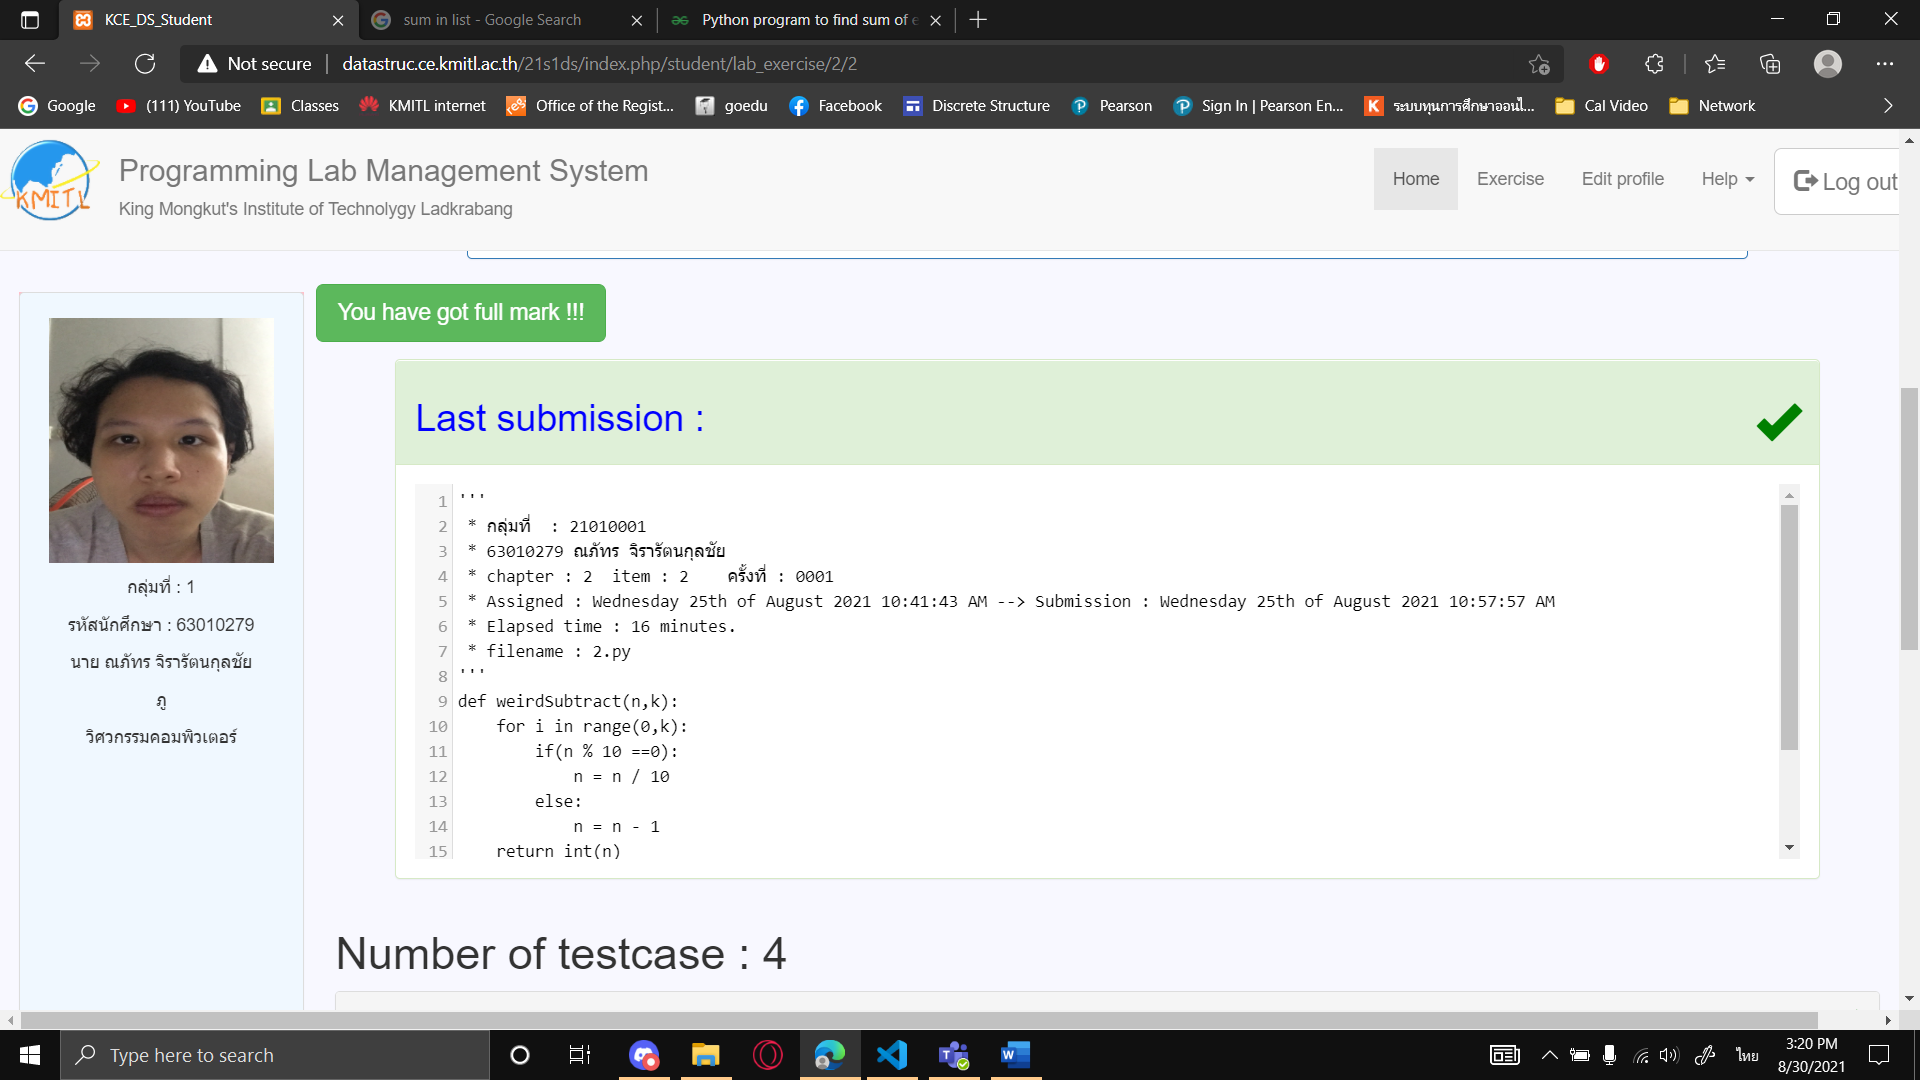 KCE_DS_Student
sum in list - Google Search
Python program to find sum of e
Not secure
datastruc.ce.kmitl.ac.th/21s1ds/index.php/student/lab_exercise/2/2
Google
(111) YouTube
Classes
KMITL internet
Office of the Regist...
goedu
Facebook
Discrete Structure
Pearson
Sign In | Pearson En...
ระบบทุนการศึกษาออนไ...
Cal Video
Network
KMITL
Programming Lab Management System
King Mongkut's Institute of Technolygy Ladkrabang
Home
Exercise
Edit profile
Help
Log out
You have got full mark !!!
กลุ่มที่ : 1
รหัสนักศึกษา : 63010279
นาย ณภัทร จิรารัตนกุลชัย
ภู
วิศวกรรมคอมพิวเตอร์
Last submission :
1 '''
2 * กลุ่มที่ : 21010001
3 * 63010279 ณภัทร จิรารัตนกุลชัย
4 * chapter : 2 item : 2 ครั้งที่ : 0001
5 * Assigned : Wednesday 25th of August 2021 10:41:43 AM --> Submission : Wednesday 25th of August 2021 10:57:57 AM
6 * Elapsed time : 16 minutes.
7 * filename : 2.py
8 '''
9 def weirdSubtract(n,k):
10 for i in range(0,k):
11 if(n % 10 ==0):
12 n = n / 10
13 else:
14 n = n - 1
15 return int(n)
Number of testcase : 4
Type here to search
ไทย
3:20 PM
8/30/2021